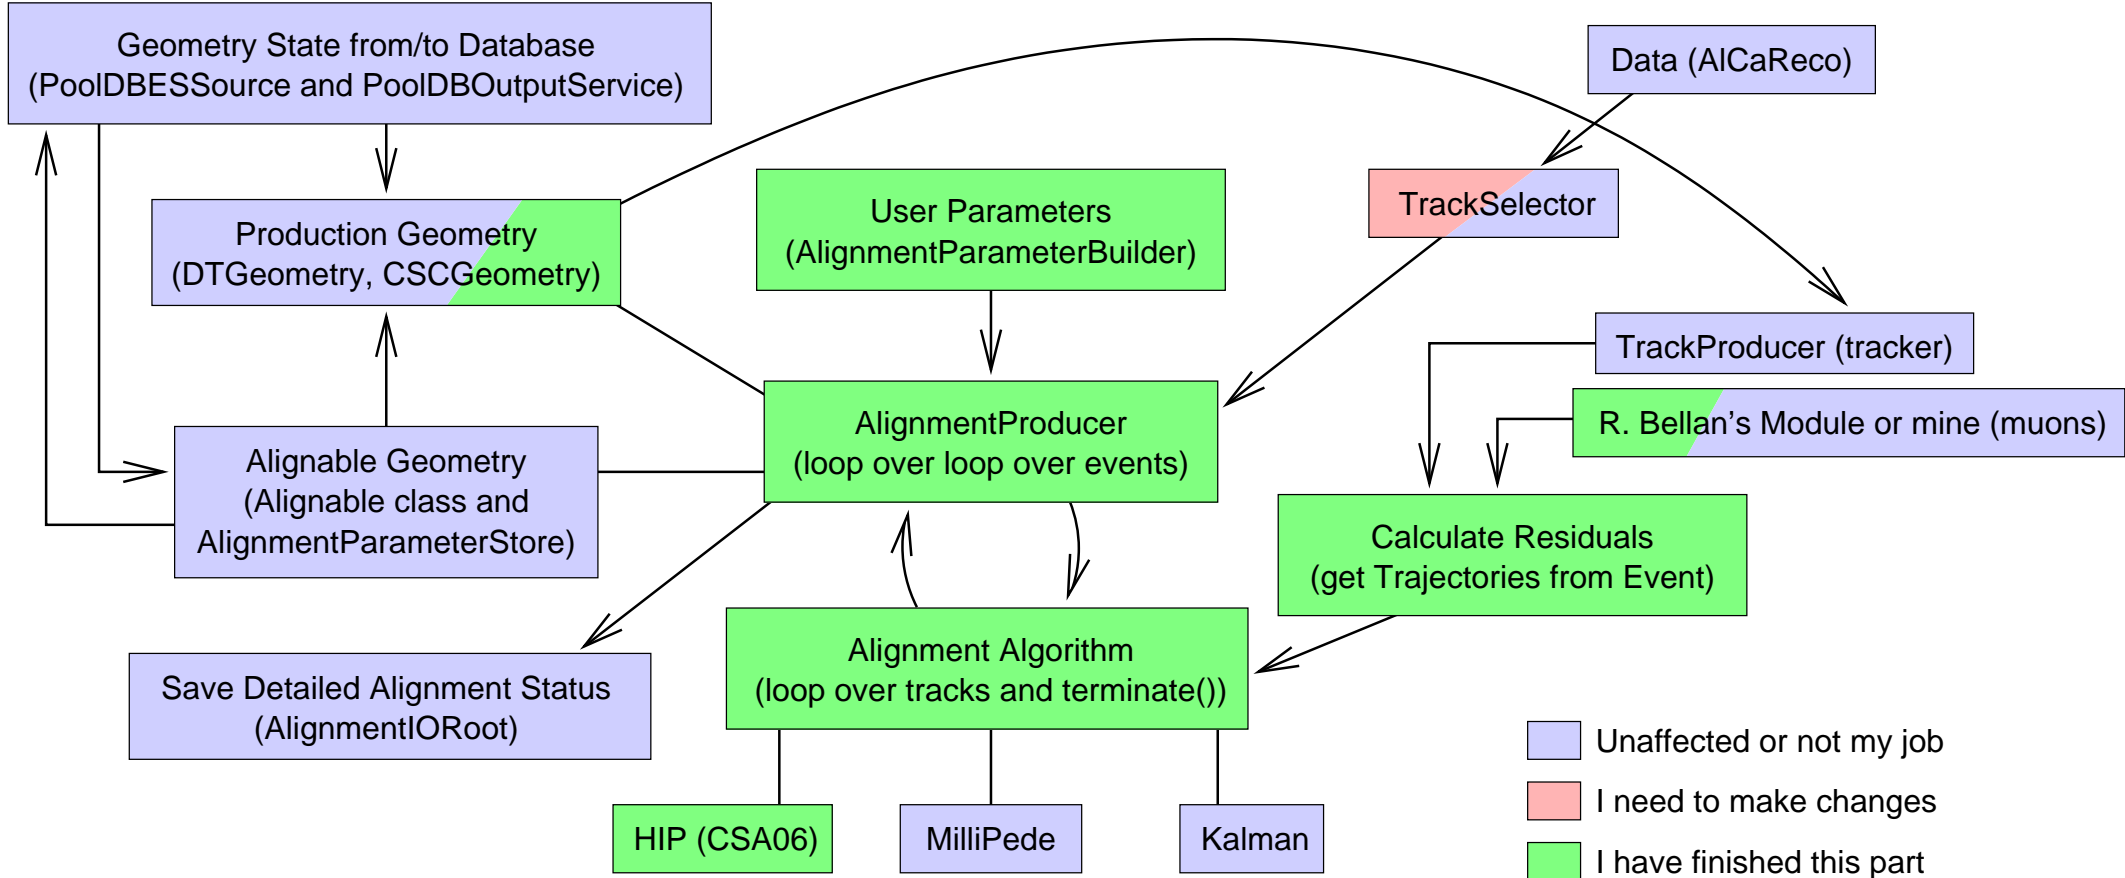 Geometry State from/to Database
(PoolDBESSource and PoolDBOutputService)
Data (AlCaReco)
User Parameters
(AlignmentParameterBuilder)
TrackSelector
Production Geometry
(DTGeometry, CSCGeometry)
TrackProducer (tracker)
R. Bellan's Module or mine (muons)
AlignmentProducer
(loop over loop over events)
Alignable Geometry
(Alignable class and
AlignmentParameterStore)
Calculate Residuals
(get Trajectories from Event)
Alignment Algorithm
(loop over tracks and terminate())
Save Detailed Alignment Status
(AlignmentIORoot)
HIP (CSA06)
MilliPede
Kalman
Unaffected or not my job
I need to make changes
I have finished this part